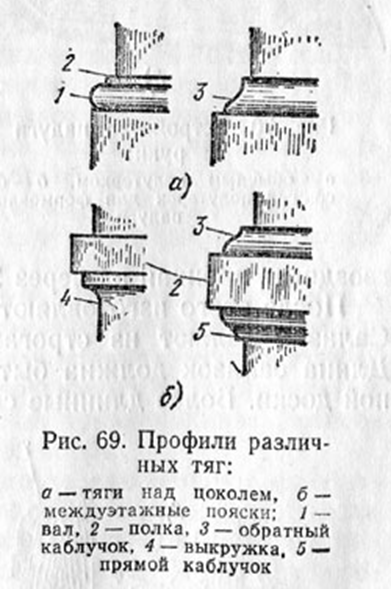 2
1
3
а)
3
2
4
5
б)
Рис. 69. Профили различ-
ных тяг:
а — тяги над цоколем, б —
междуэтажные пояски; 1 —
вал, 2 — полка, 3 — обратный
каблучок, 4 — выкружка, 5 —
прямой каблучок